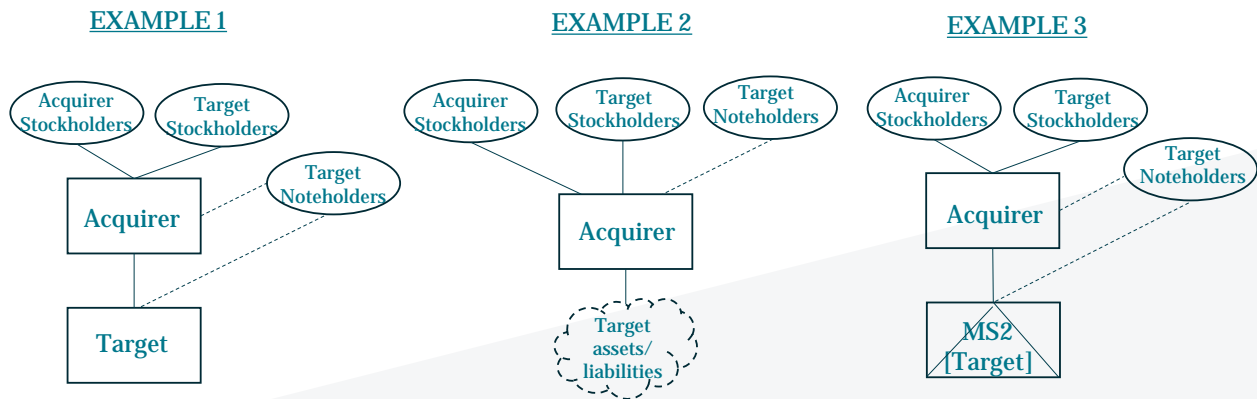 EXAMPLE 1
Acquirer
Stockholders
Target
Stockholders
Target
Noteholders
Acquirer
Target
EXAMPLE 2
Acquirer
Stockholders
Target
Stockholders
Target
Noteholders
Acquirer
Target
assets/
liabilities
EXAMPLE 3
Acquirer
Stockholders
Target
Stockholders
Target
Noteholders
Acquirer
MS2
[Target]